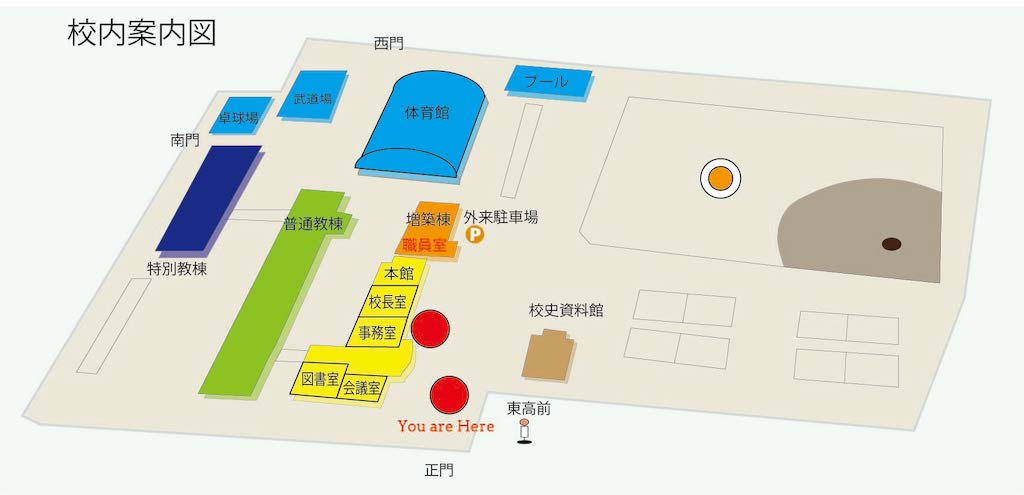 校内案内図
西門
プール
武道場
体育館
卓球場
南門
普通教棟
増築棟
外来駐車場
P
職員室
特別教棟
本館
校長室
校史資料館
事務室
図書室
会議室
東高前
You are Here
正門